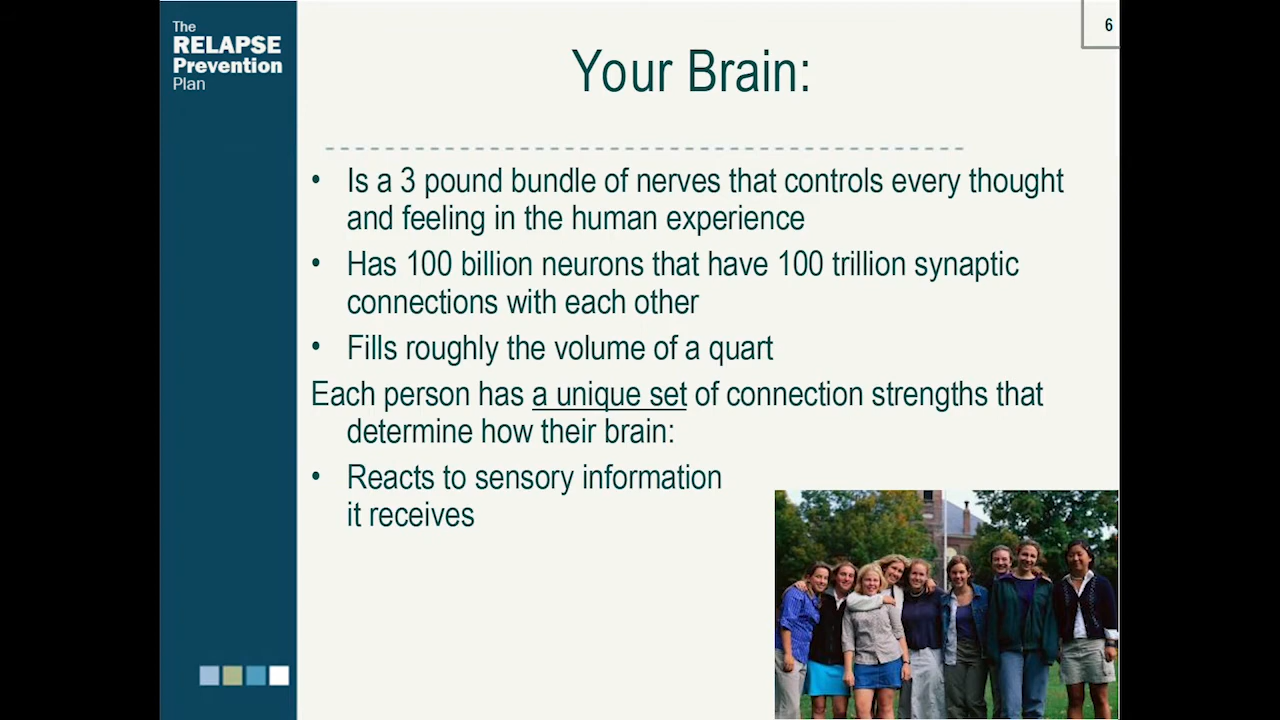 The
RELAPSE
Prevention
Plan
6
Your Brain:
• Is a 3 pound bundle of nerves that controls every thought
and feeling in the human experience
• Has 100 billion neurons that have 100 trillion synaptic
connections with each other
• Fills roughly the volume of a quart
Each person has a unique set of connection strengths that
determine how their brain:
• Reacts to sensory information
it receives